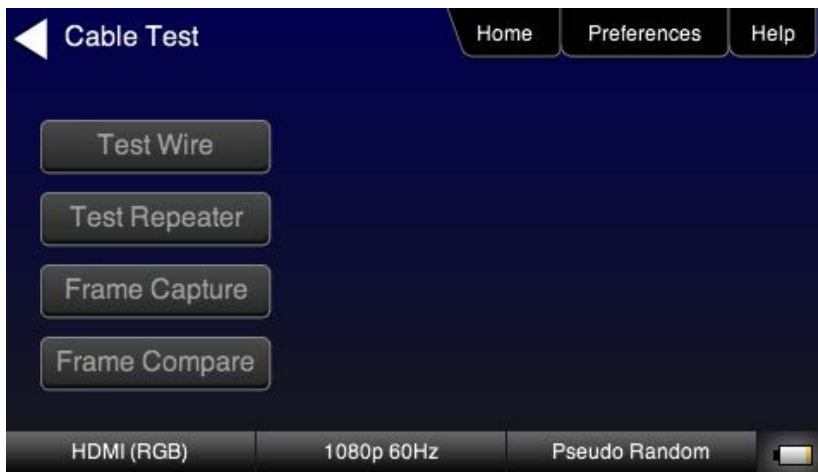 Cable Test
Home
Preferences
Help
Test Wire
Test Repeater
Frame Capture
Frame Compare
HDMI (RGB)
1080p 60Hz
Pseudo Random